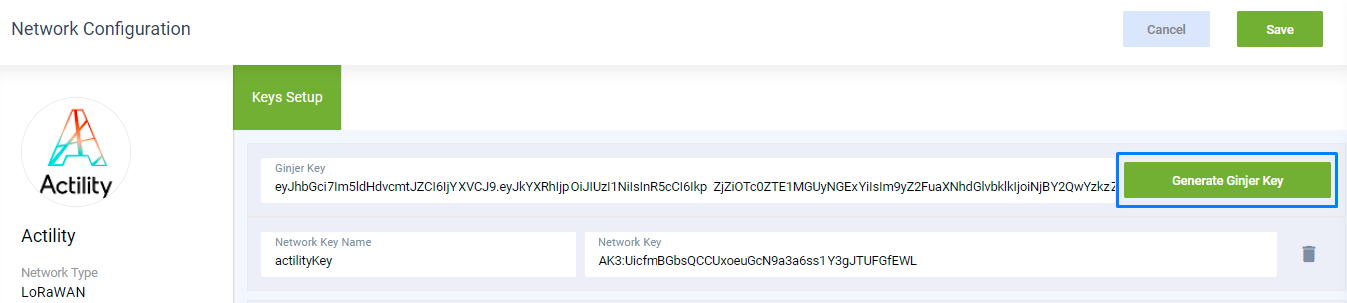 Network Configuration
Cancel
Save
Keys Setup
Actility
Ginjer Key
eyJhbGci7Im5ldHdvcmtJZCI6IjYXVCJ9.eyJkYXRhIjpOiJIUzI1NiIsInR5cCI6Ikp ZjZiOTc0ZTE1MGUyNGExYiIsIm9yZ2FuaXNhdGlvbklkIjoiNjBY2QwYzkzZ
Generate Ginjer Key
Actility
Network Key Name
actilityKey
Network Key
AK3:UicfmBGbsQCCUxoeuGcN9a3a6ss1Y3gJTUFGfEWL
Network Type
LoRaWAN